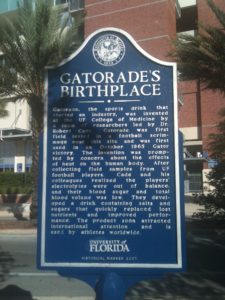 GATORADE'S
BIRTHPLACE
Gatorade, the sports drink that
started an industry, was invented
at the UF College of Medicine by
a team of researchers led by Dr.
Robert Cade. Gatorade was first
field tested in a football scrim-
mage near this site and was first
used in an October 1965 Gator
victory. The invention was promp-
ted by concern about the effects
of heat on the human body. After
collecting fluid samples from UF
football players, Cade and his
colleagues realized the players'
electrolytes were out of balance,
and their blood sugar and total
blood volume was low. They deve-
loped a drink containing salts and
sugars that quickly replaced lost
nutrients and improved perfor-
mance. The product soon attracted
international attention and is
used by athletes worldwide.
UNIVERSITY of
FLORIDA
HISTORICAL MARKER 2007